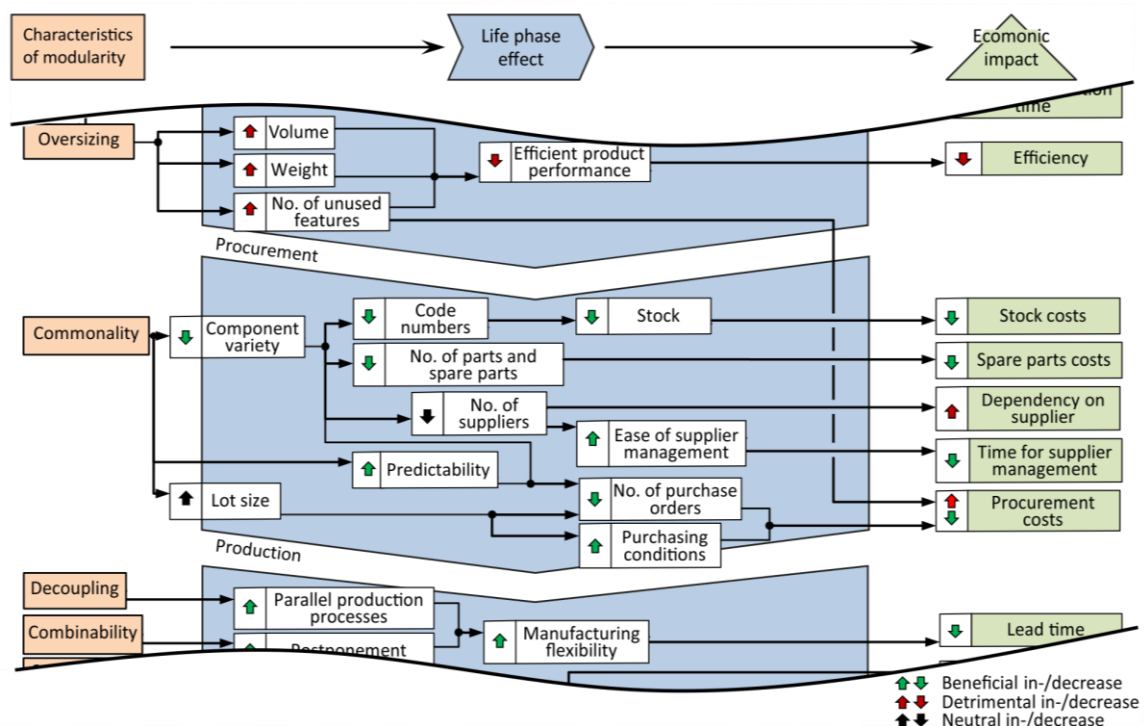 Characteristics
of modularity
Life phase
effect
Ecomonic
impact
time
Oversizing
Volume
Weight
No. of unused
features
Efficient product
performance
Efficiency
Procurement
Commonality
Component
variety
Code
numbers
Stock
Stock costs
No. of parts and
spare parts
Spare parts costs
No. of
suppliers
Dependency on
supplier
Ease of supplier
management
Time for supplier
management
Predictability
Lot size
No. of purchase
orders
Procurement
costs
Purchasing
conditions
Production
Decoupling
Parallel production
processes
Combinability
Postponement
Manufacturing
flexibility
Lead time
Beneficial in-/decrease
Detrimental in-/decrease
Neutral in-/decrease